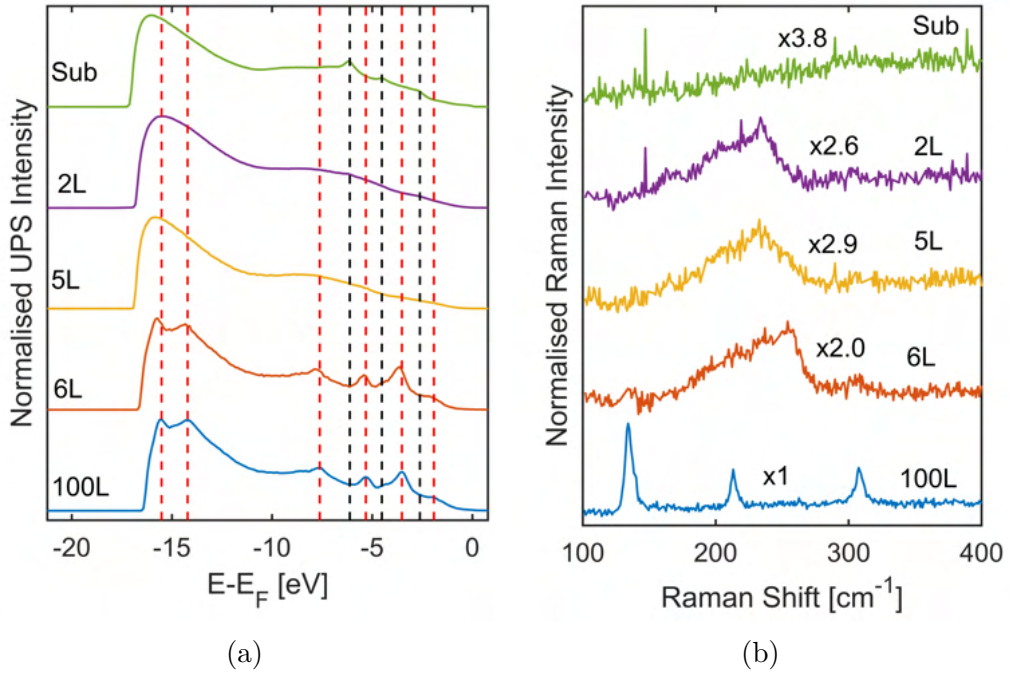 Normalised UPS Intensity
Sub
2L
5L
6L
100L
-20 -15 -10 -5 0
E-E_F [eV]
(a)
Normalised Raman Intensity
x3.8 Sub
x2.6 2L
x2.9 5L
x2.0 6L
x1 100L
100 200 300 400
Raman Shift [cm⁻¹]
(b)